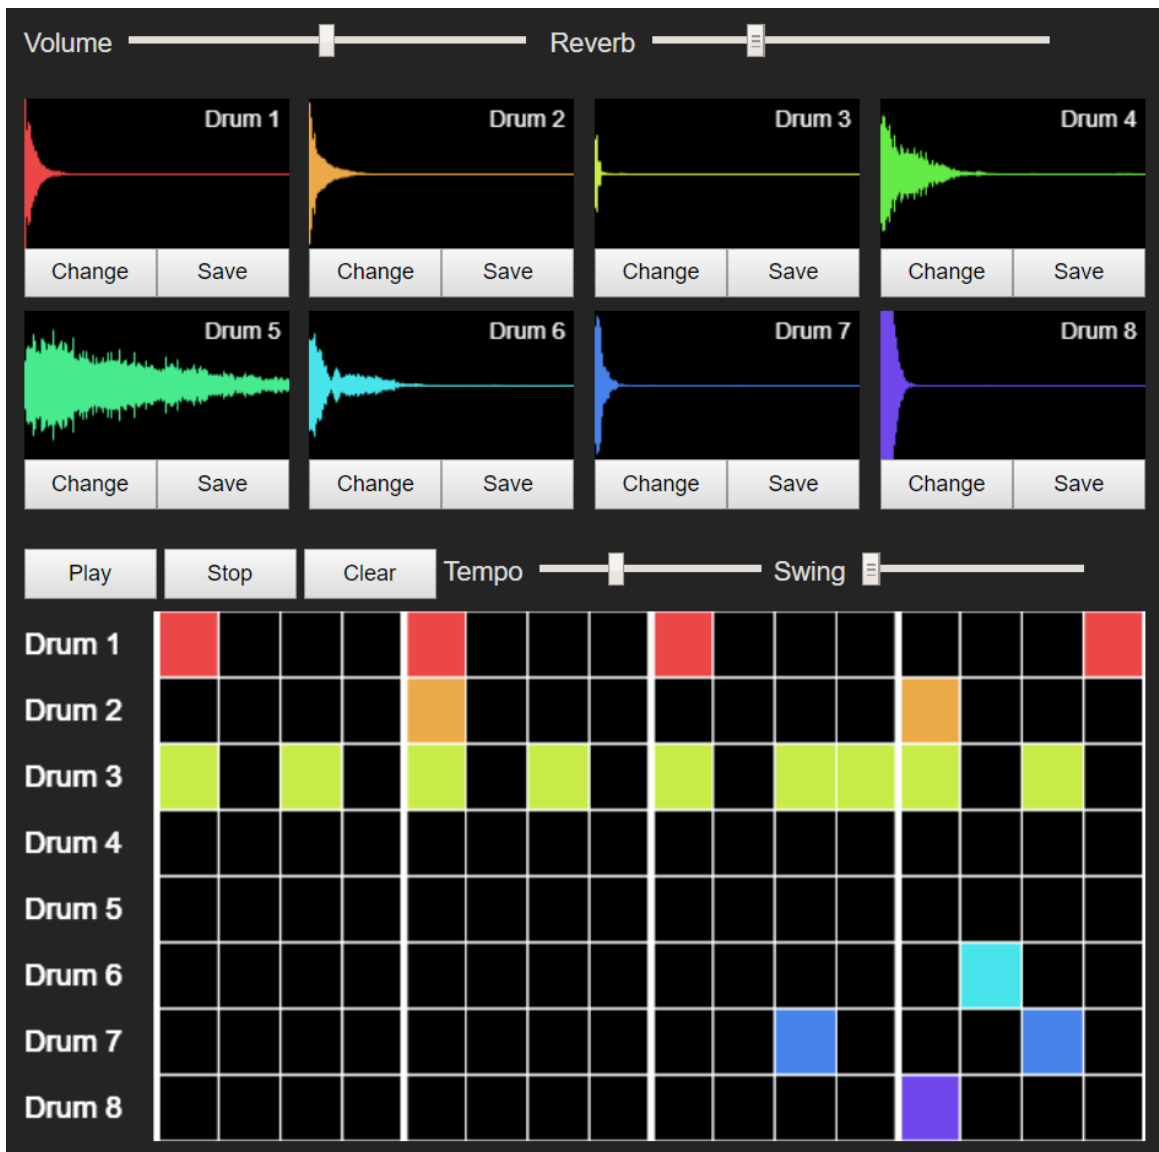 Volume Reverb
Drum 1 Drum 2 Drum 3 Drum 4
Change Save Change Save Change Save Change Save
Drum 5 Drum 6 Drum 7 Drum 8
Change Save Change Save Change Save Change Save
Play Stop Clear Tempo Swing
Drum 1
Drum 2
Drum 3
Drum 4
Drum 5
Drum 6
Drum 7
Drum 8